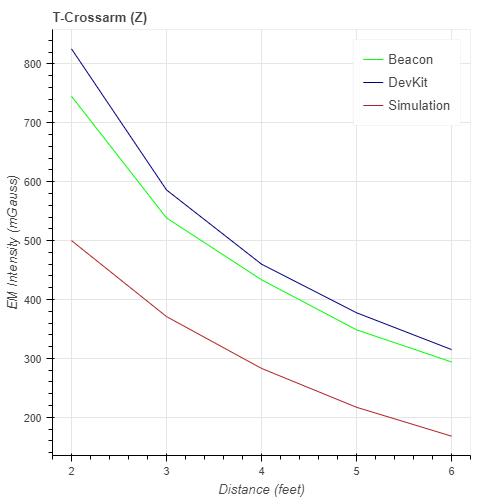 T-Crossarm (Z)
Beacon
DevKit
Simulation
EM Intensity (mGauss)
800
700
600
500
400
300
200
2 3 4 5 6
Distance (feet)